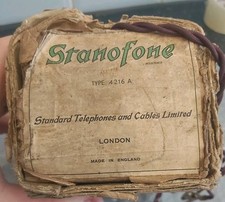 Stanofone
TYPE 4216 A
Standard Telephones and Cables Limited
LONDON
MADE IN ENGLAND